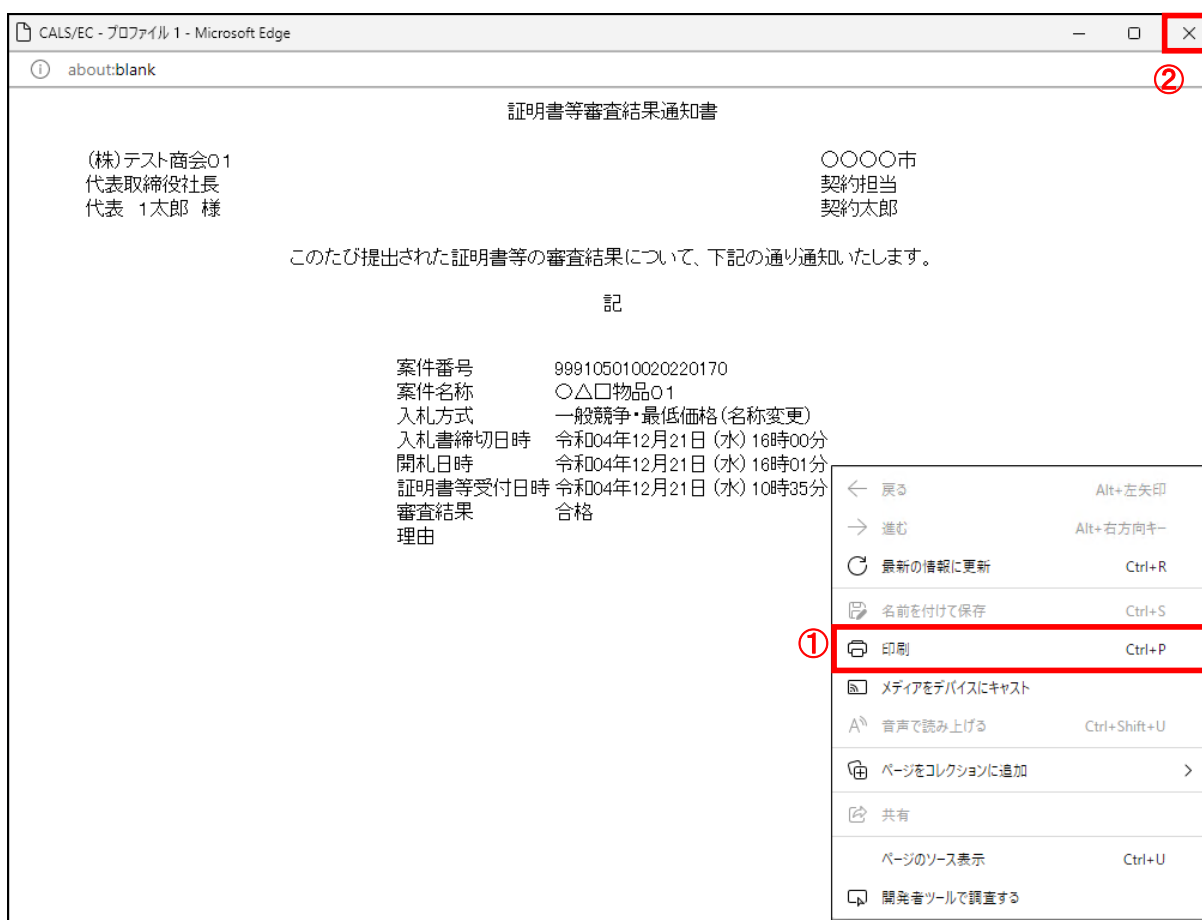 CALS/EC - プロファイル 1 - Microsoft Edge
②
about:blank
証明書等審査結果通知書
(株)テスト商会01
代表取締役社長
代表 1太郎 様
○○○○市
契約担当
契約太郎
このたび提出された証明書等の審査結果について、下記の通り通知いたします。
記
案件番号 999105010020220170
案件名称 ○△□物品01
入札方式 一般競争・最低価格(名称変更)
入札書締切日時 令和04年12月21日 (水) 16時00分
開札日時 令和04年12月21日 (水) 16時01分
証明書等受付日時 令和04年12月21日 (水) 10時35分
審査結果 合格
理由
戻る Alt+左矢印
進む Alt+右方向キー
最新の情報に更新 Ctrl+R
名前を付けて保存 Ctrl+S
① 印刷 Ctrl+P
メディアをデバイスにキャスト
音声で読み上げる Ctrl+Shift+U
ページをコレクションに追加
共有
ページのソース表示 Ctrl+U
開発者ツールで調査する